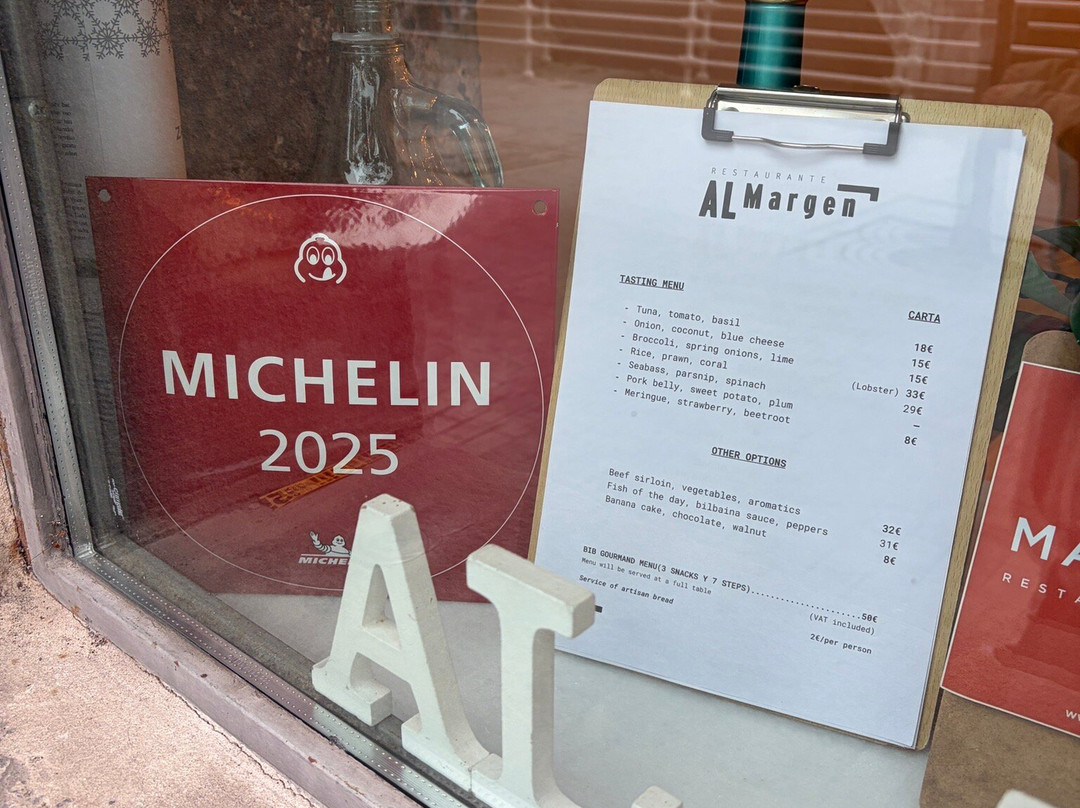 MICHELIN
2025
MICHE
AL
RESTAURANTE
AL Margen
TASTING MENU
CARTA
- Tuna, tomato, basil 18€
- Onion, coconut, blue cheese 15€
- Broccoli, spring onions, lime 15€
- Rice, prawn, coral (Lobster) 33€
- Seabass, parsnip, spinach 29€
- Pork belly, sweet potato, plum –
- Meringue, strawberry, beetroot 8€
OTHER OPTIONS
Beef sirloin, vegetables, aromatics 32€
Fish of the day, bilbaina sauce, peppers 31€
Banana cake, chocolate, walnut 8€
BIB GOURMAND MENU(3 SNACKS Y 7 STEPS)......................50€
Menu will be served at a full table (VAT included)
Service of artisan bread 2€/per person
MA
RESTA